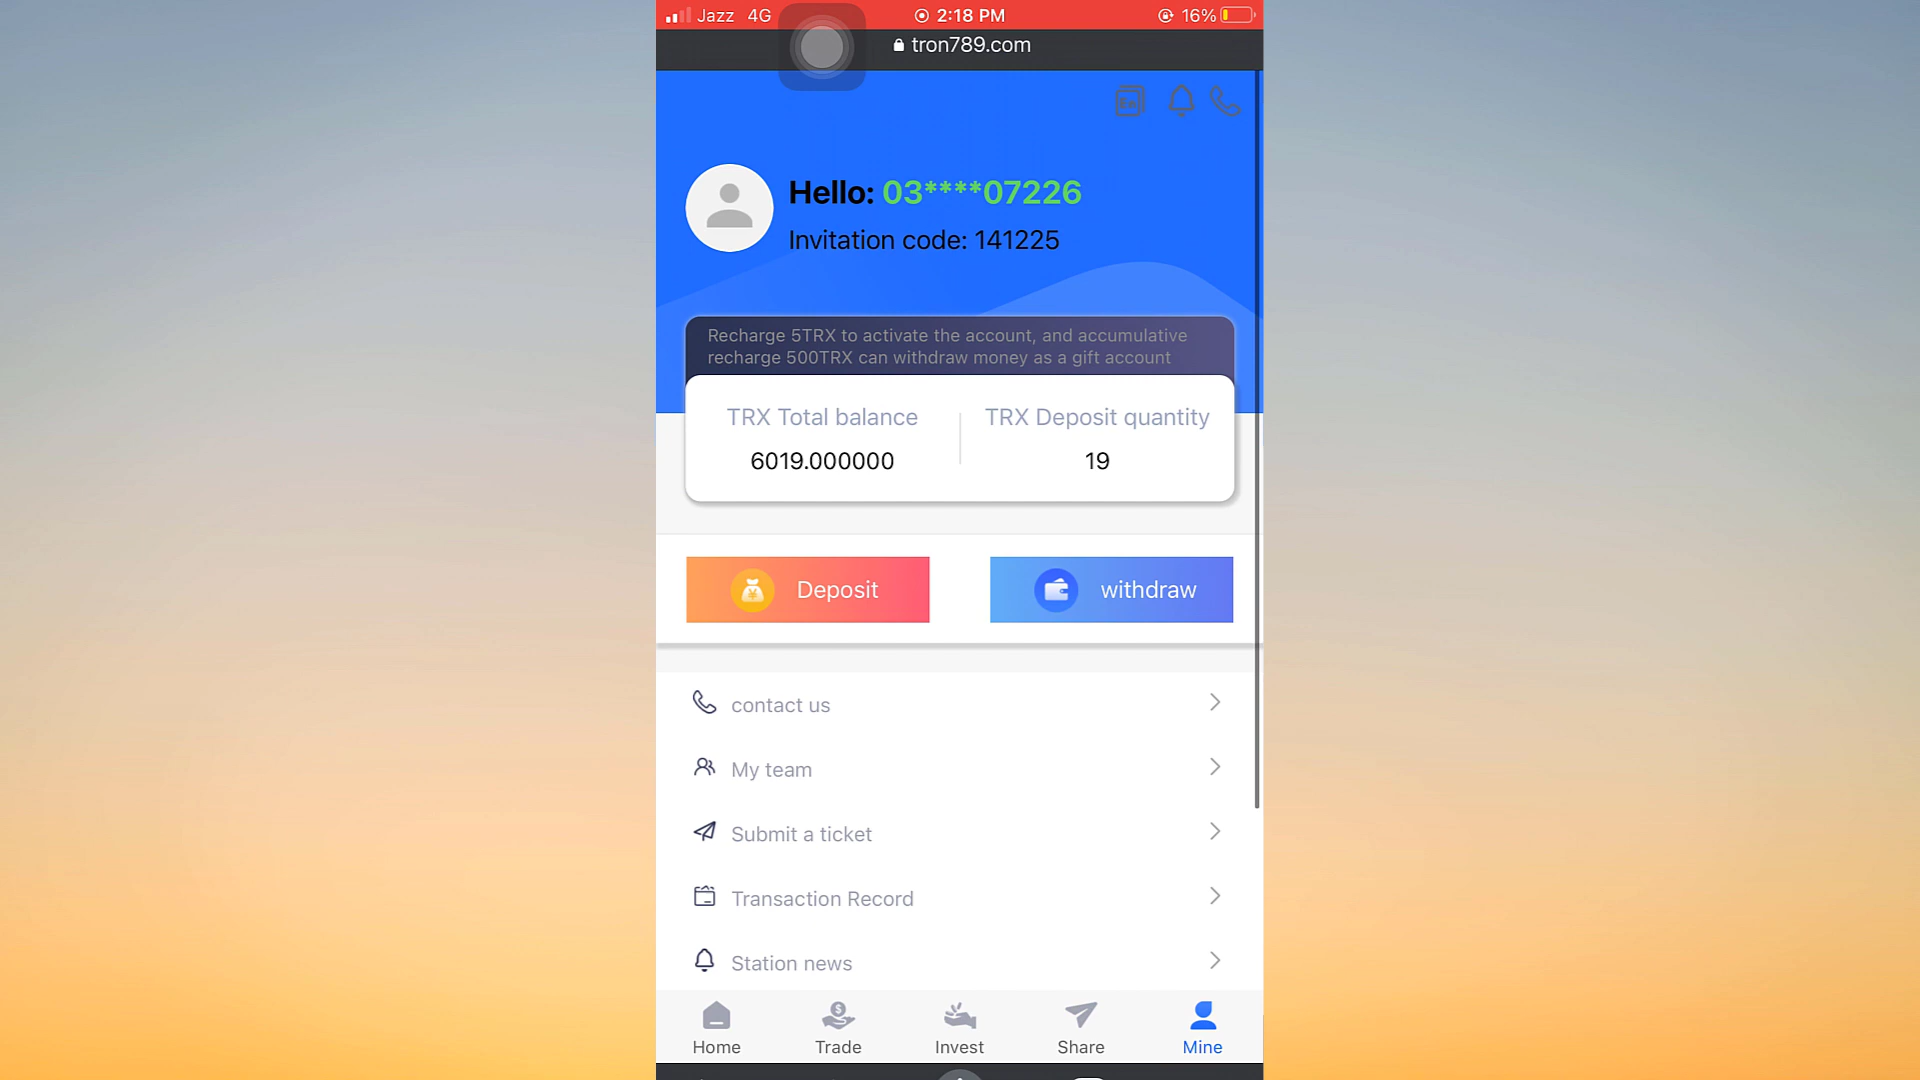 Jazz 4G 2:18 PM 16%
tron789.com
Hello: 03****07226
Invitation code: 141225
Recharge 5TRX to activate the account, and accumulative
recharge 500TRX can withdraw money as a gift account
TRX Total balance TRX Deposit quantity
6019.000000 19
Deposit withdraw
contact us
My team
Submit a ticket
Transaction Record
Station news
Home Trade Invest Share Mine